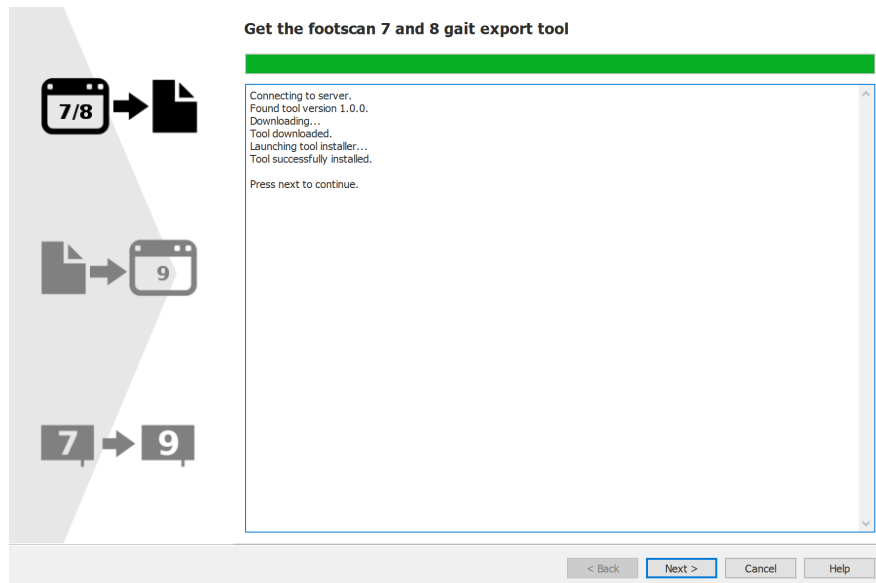 Get the footscan 7 and 8 gait export tool
7/8
Connecting to server.
Found tool version 1.0.0.
Downloading...
Tool downloaded.
Launching tool installer...
Tool successfully installed.
Press next to continue.
9
7 9
< Back Next > Cancel Help